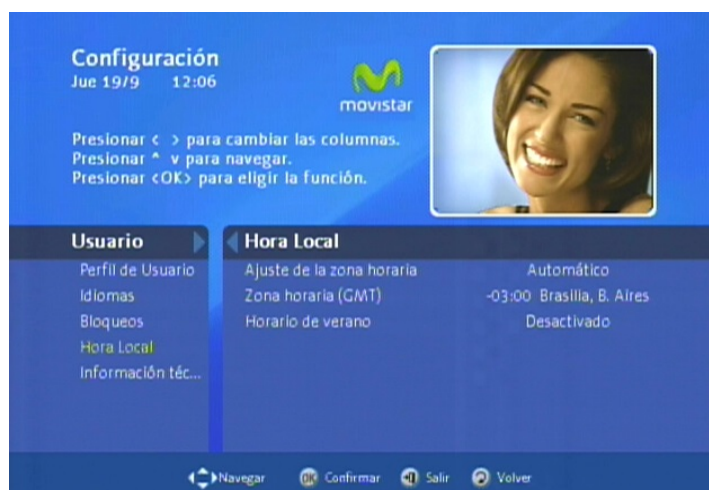 Configuración
Jue 19/9 12:06
movistar
Presionar < > para cambiar las columnas.
Presionar ^ v para navegar.
Presionar <OK> para eligir la función.
Usuario
Hora Local
Perfil de Usuario
Ajuste de la zona horaria Automático
Idiomas
Zona horaria (GMT) -03:00 Brasilia, B. Aires
Bloqueos
Horario de verano Desactivado
Hora Local
Información téc...
Navegar OK Confirmar Salir Volver